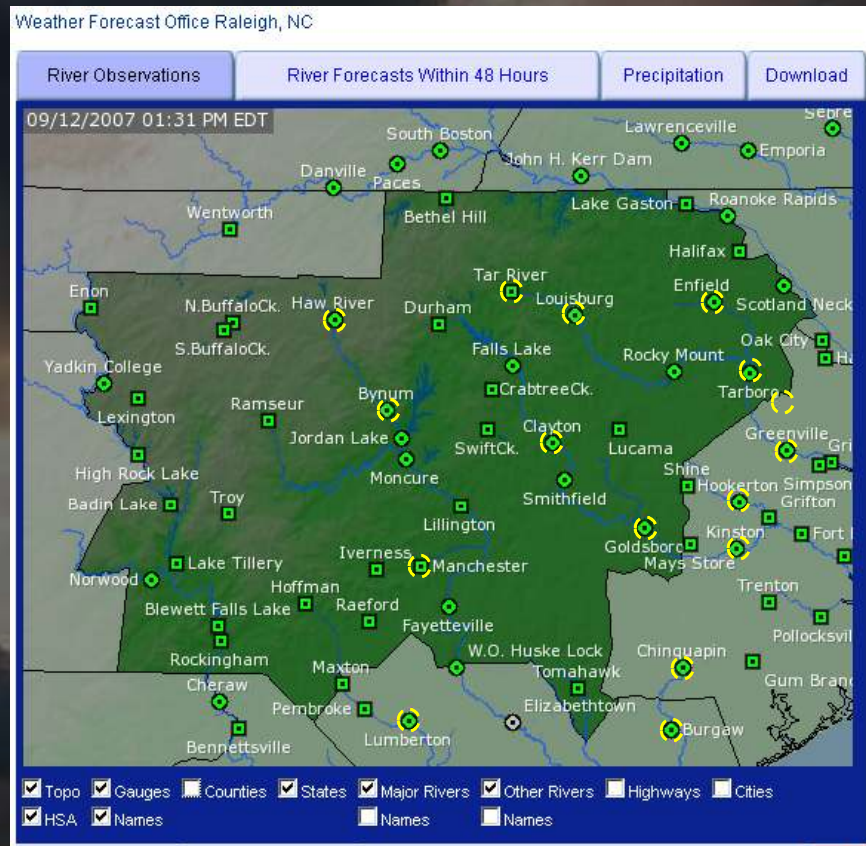 Weather Forecast Office Raleigh, NC
River Observations River Forecasts Within 48 Hours Precipitation Download
09/12/2007 01:31 PM EDT
Sebre
Lawrenceville
South Boston
Emporia
John H. Kerr Dam
Danville
Paces
Lake Gaston
Roanoke Rapids
Wentworth
Bethel Hill
Halifax
Tar River
Enfield
Enon
N.BuffaloCk.
Haw River
Durham
Louisburg
Scotland Neck
S.BuffaloCk.
Oak City
Falls Lake
Rocky Mount
Ha
Yadkin College
Bynum
CrabtreeCk.
Tarboro
Lexington
Ramseur
Clayton
Greenville
Jordan Lake
SwiftCk.
Lucama
Gri
High Rock Lake
Moncure
Shine
Hookerton
Simpson
Badin Lake
Troy
Smithfield
Grifton
Lillington
Kinston
Fort
Goldsboro
Iverness
Mays Store
Lake Tillery
Manchester
Norwood
Hoffman
Trenton
Blewett Falls Lake
Raeford
Fayetteville
Pollocksvil
Rockingham
W.O. Huske Lock
Chinquapin
Maxton
Tomahawk
Cheraw
Gum Bran
Pembroke
Elizabethtown
Lumberton
Burgaw
Bennettsville
Topo Gauges Counties States Major Rivers Other Rivers Highways Cities
HSA Names Names Names